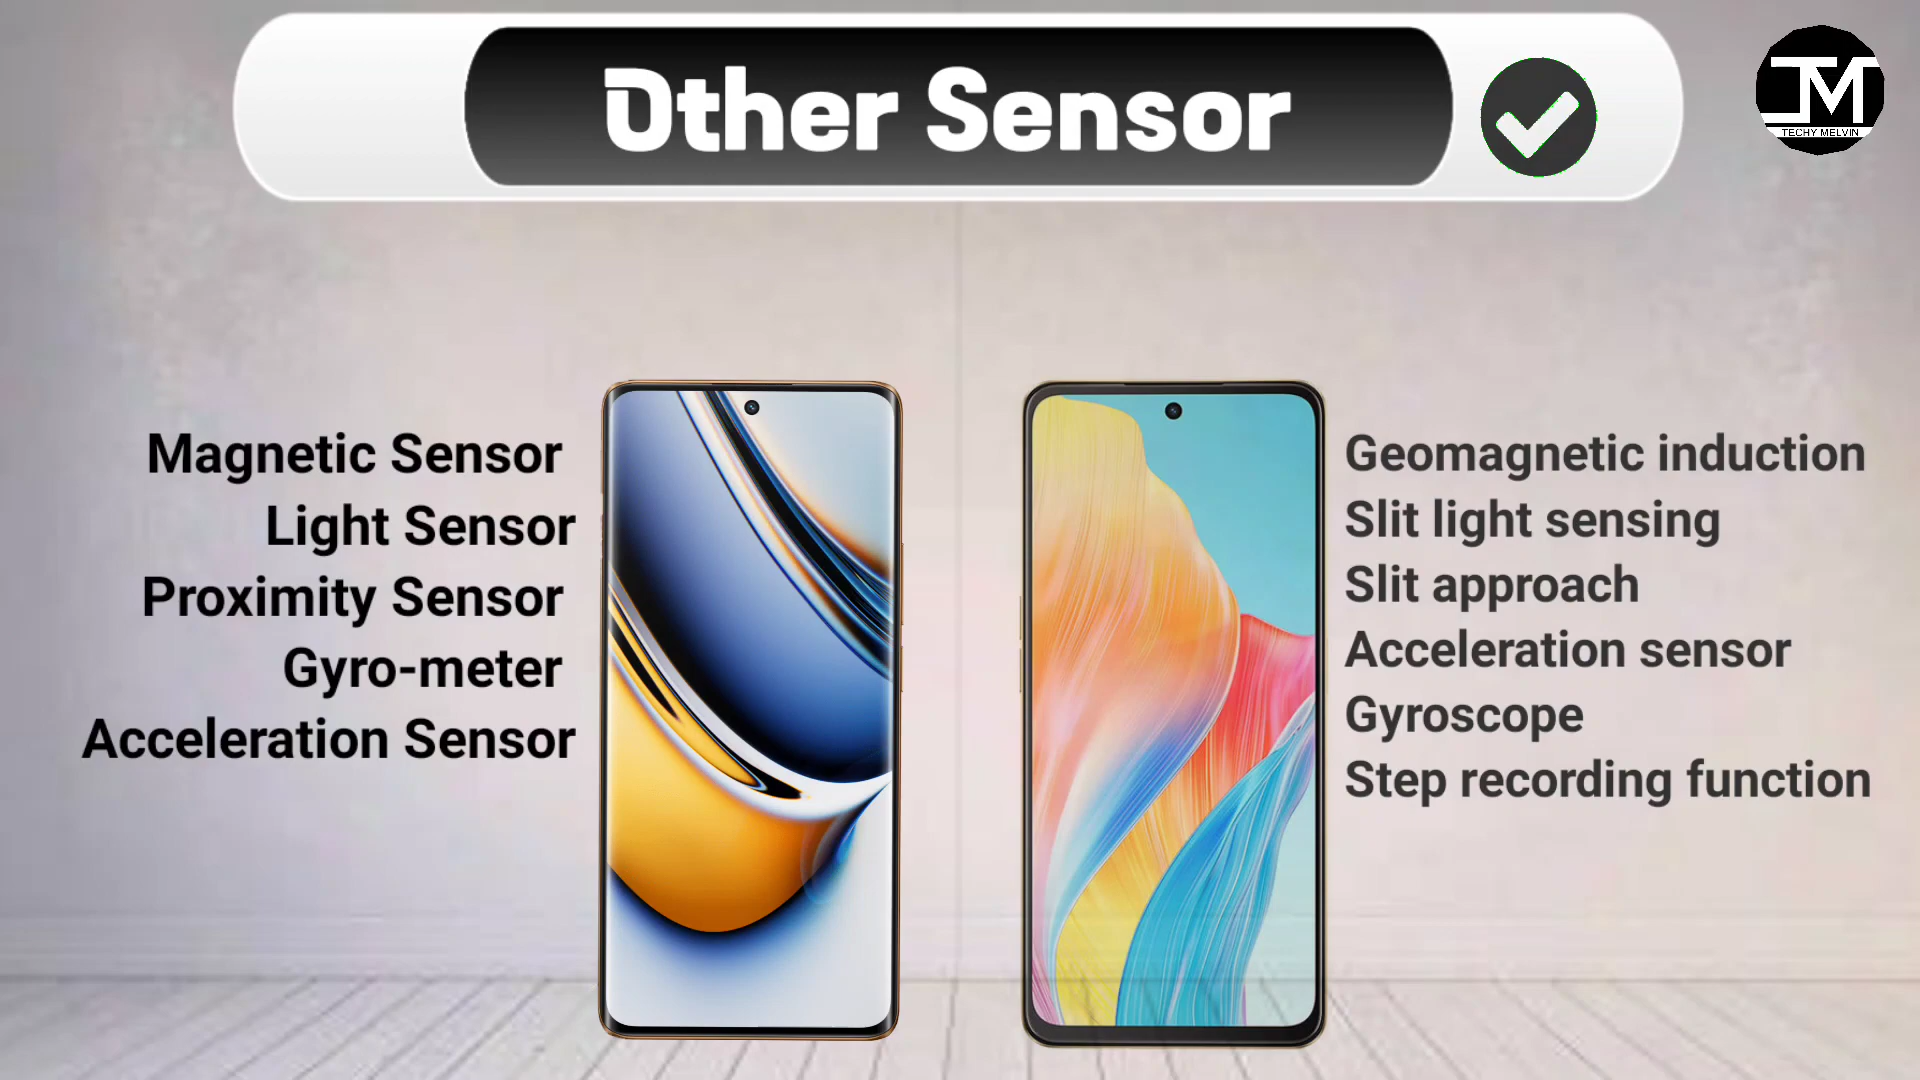 Other Sensor
JMT
TECHY MELVIN
Magnetic Sensor
Light Sensor
Proximity Sensor
Gyro-meter
Acceleration Sensor
Geomagnetic induction
Slit light sensing
Slit approach
Acceleration sensor
Gyroscope
Step recording function